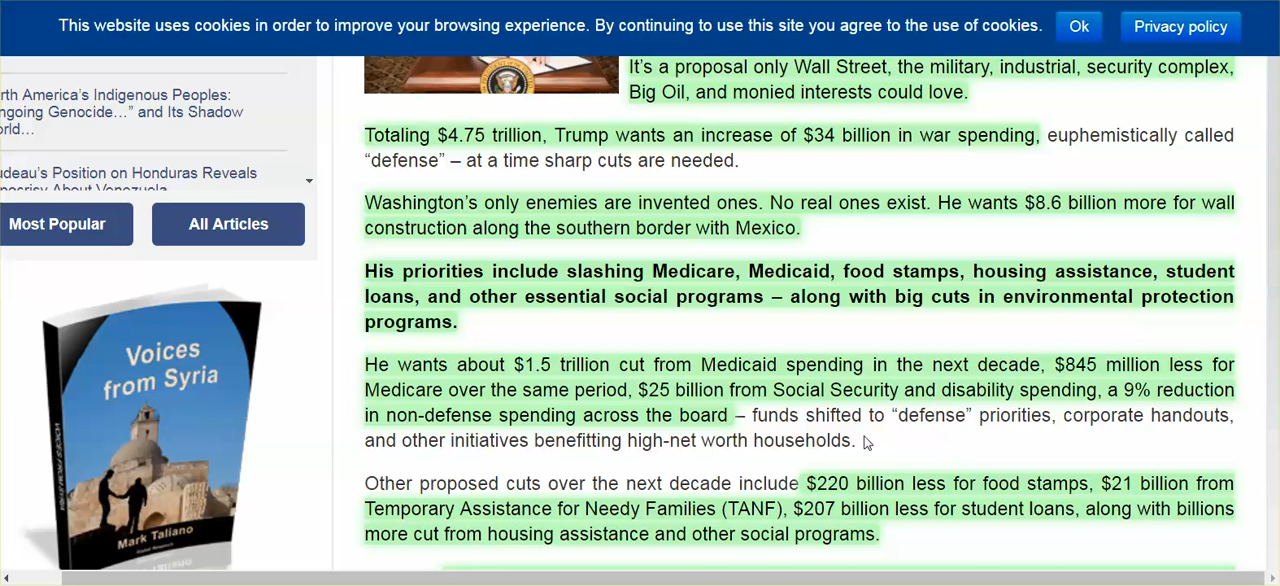 This website uses cookies in order to improve your browsing experience. By continuing to use this site you agree to the use of cookies.
Ok
Privacy policy
rth America's Indigenous Peoples:
ngoing Genocide…" and Its Shadow
orld…
udeau's Position on Honduras Reveals
pocrisy About Venezuela
Most Popular
All Articles
Voices
from Syria
Mark Taliano
It's a proposal only Wall Street, the military, industrial, security complex,
Big Oil, and monied interests could love.
Totaling $4.75 trillion, Trump wants an increase of $34 billion in war spending, euphemistically called
“defense” – at a time sharp cuts are needed.
Washington's only enemies are invented ones. No real ones exist. He wants $8.6 billion more for wall
construction along the southern border with Mexico.
His priorities include slashing Medicare, Medicaid, food stamps, housing assistance, student
loans, and other essential social programs – along with big cuts in environmental protection
programs.
He wants about $1.5 trillion cut from Medicaid spending in the next decade, $845 million less for
Medicare over the same period, $25 billion from Social Security and disability spending, a 9% reduction
in non-defense spending across the board – funds shifted to “defense” priorities, corporate handouts,
and other initiatives benefitting high-net worth households.
Other proposed cuts over the next decade include $220 billion less for food stamps, $21 billion from
Temporary Assistance for Needy Families (TANF), $207 billion less for student loans, along with billions
more cut from housing assistance and other social programs.